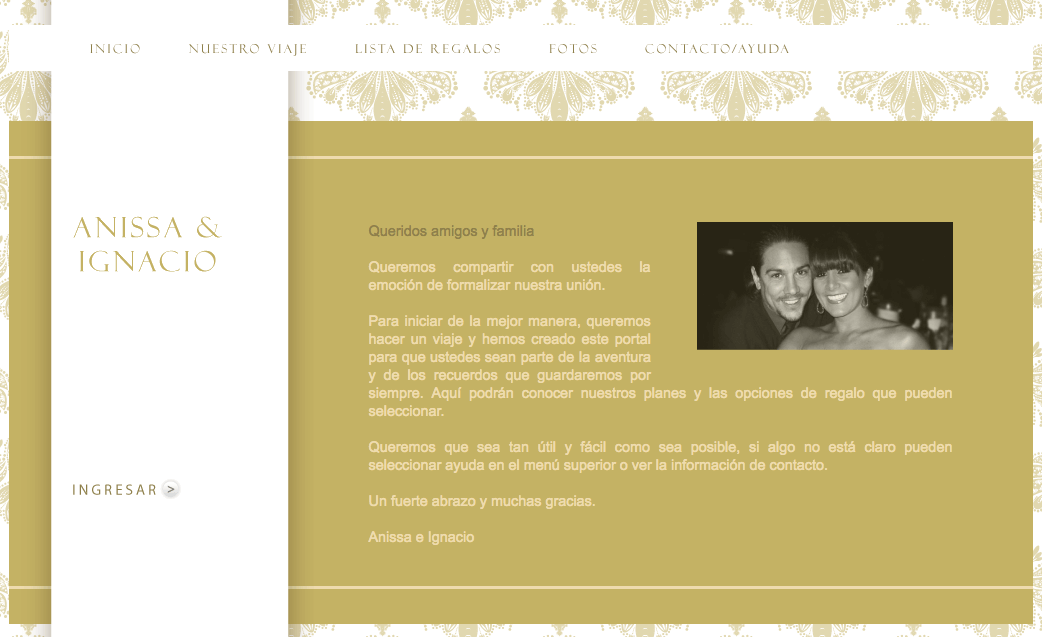 INICIO NUESTRO VIAJE LISTA DE REGALOS FOTOS CONTACTO/AYUDA
ANISSA &
IGNACIO
INGRESAR >
Queridos amigos y familia
Queremos compartir con ustedes la
emoción de formalizar nuestra unión.
Para iniciar de la mejor manera, queremos
hacer un viaje y hemos creado este portal
para que ustedes sean parte de la aventura
y de los recuerdos que guardaremos por
siempre. Aquí podrán conocer nuestros planes y las opciones de regalo que pueden
seleccionar.
Queremos que sea tan útil y fácil como sea posible, si algo no está claro pueden
seleccionar ayuda en el menú superior o ver la información de contacto.
Un fuerte abrazo y muchas gracias.
Anissa e Ignacio